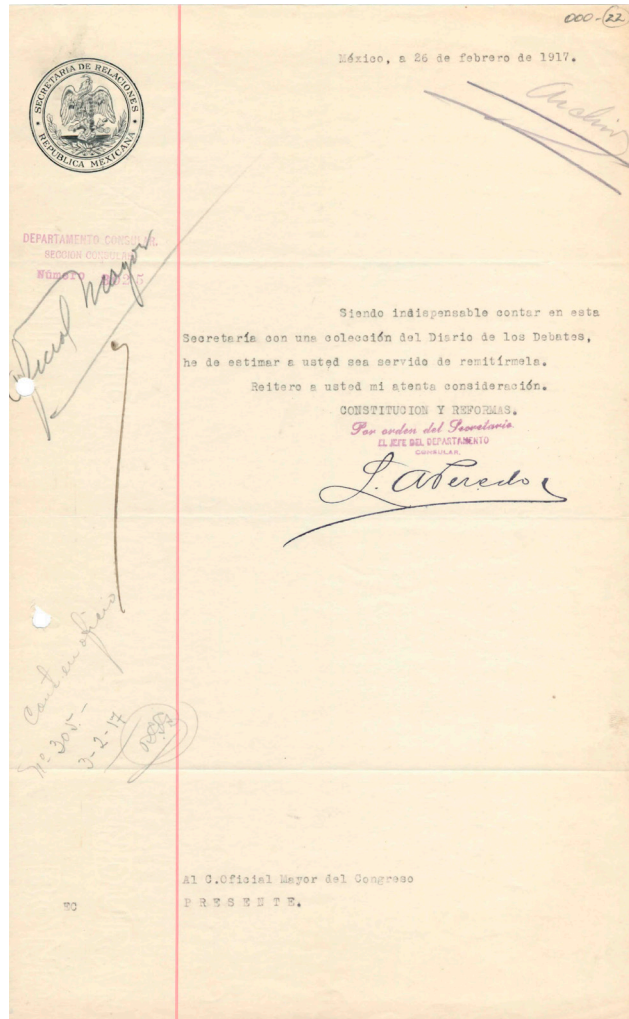 000-22
México, a 26 de febrero de 1917.
SECRETARIA DE RELACIONES
REPUBLICA MEXICANA
DEPARTAMENTO CONSULAR.
SECCION CONSULAR
Número
Oficial Mayor
Siendo indispensable contar en esta
Secretaría con una colección del Diario de los Debates,
he de estimar a usted sea servido de remitírmela.
Reitero a usted mi atenta consideración.
CONSTITUCION Y REFORMAS.
Por orden del Secretario.
EL JEFE DEL DEPARTAMENTO
CONSULAR.
Cont en oficio
Nº 305.-
3-2-17
Al C.Oficial Mayor del Congreso
EC
P R E S E N T E.